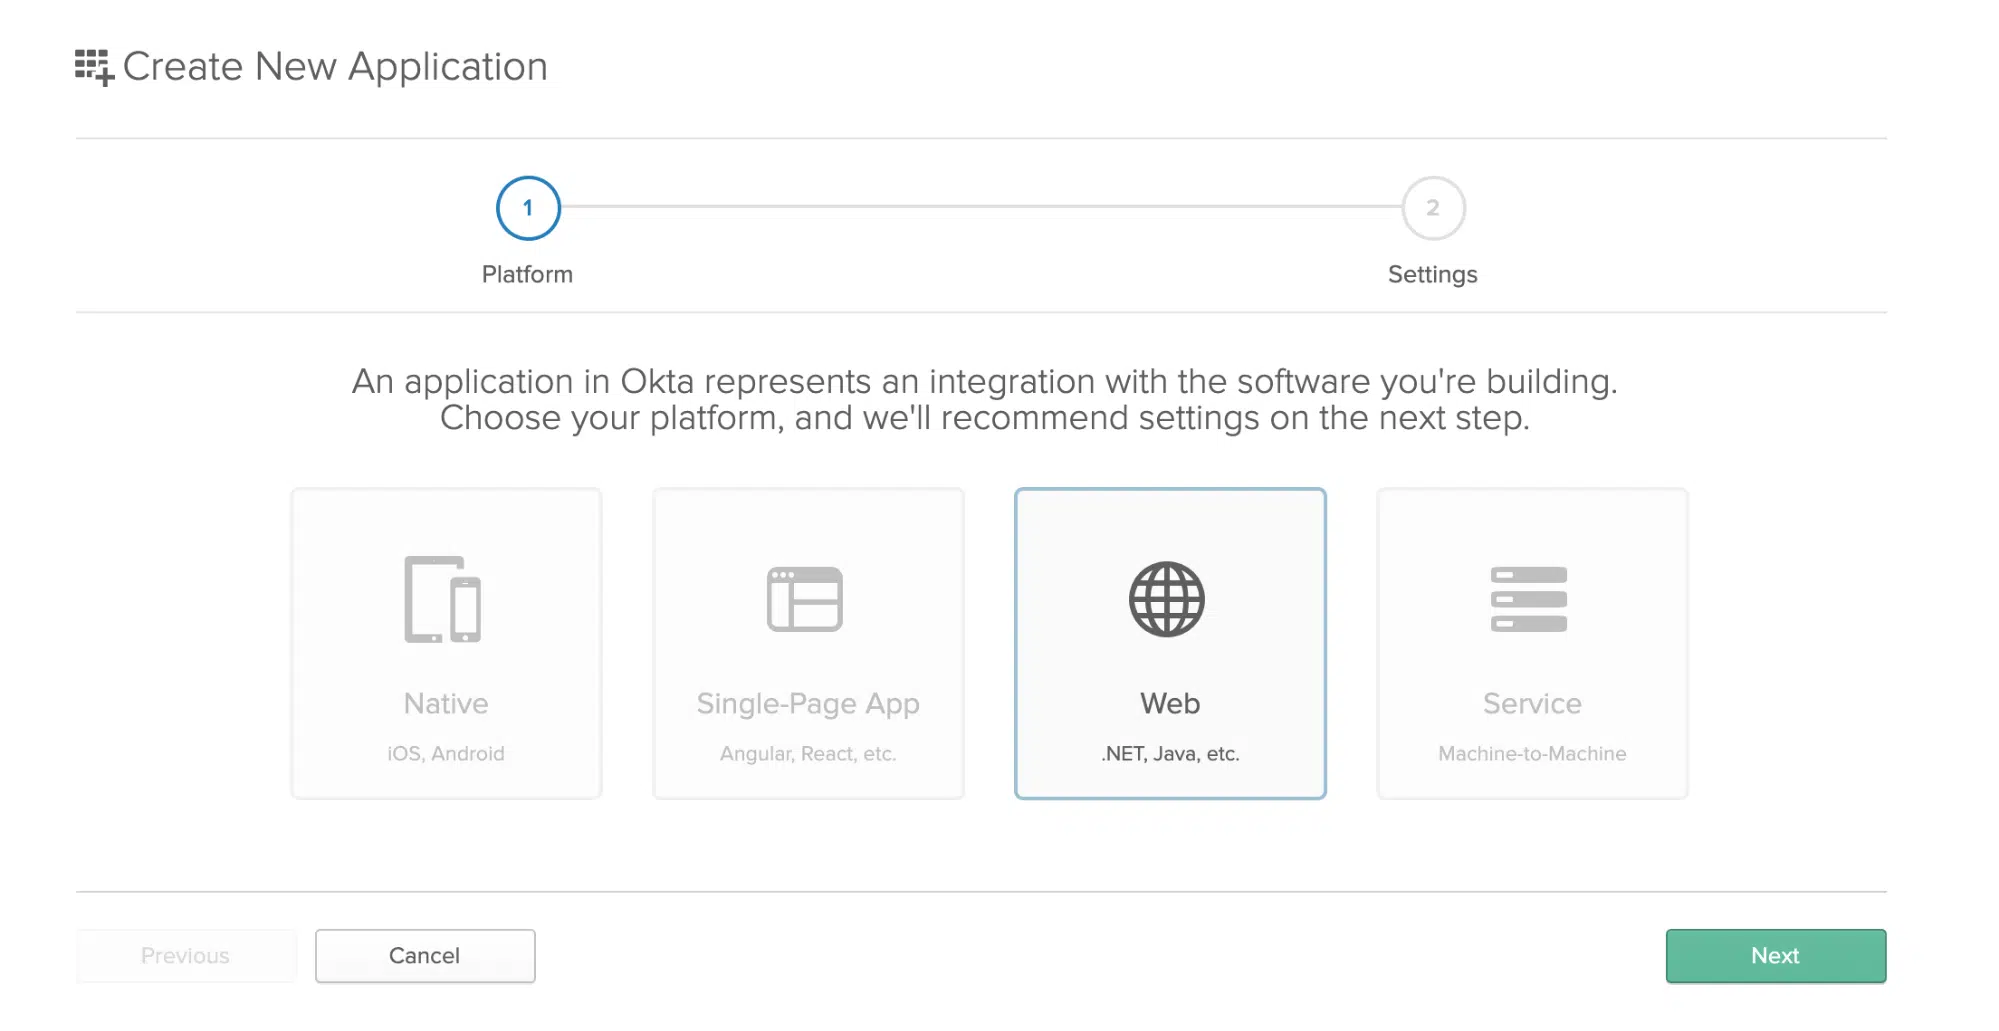 Create New Application
1
2
Platform
Settings
An application in Okta represents an integration with the software you're building.
Choose your platform, and we'll recommend settings on the next step.
Native
iOS, Android
Single-Page App
Angular, React, etc.
Web
.NET, Java, etc.
Service
Machine-to-Machine
Previous
Cancel
Next